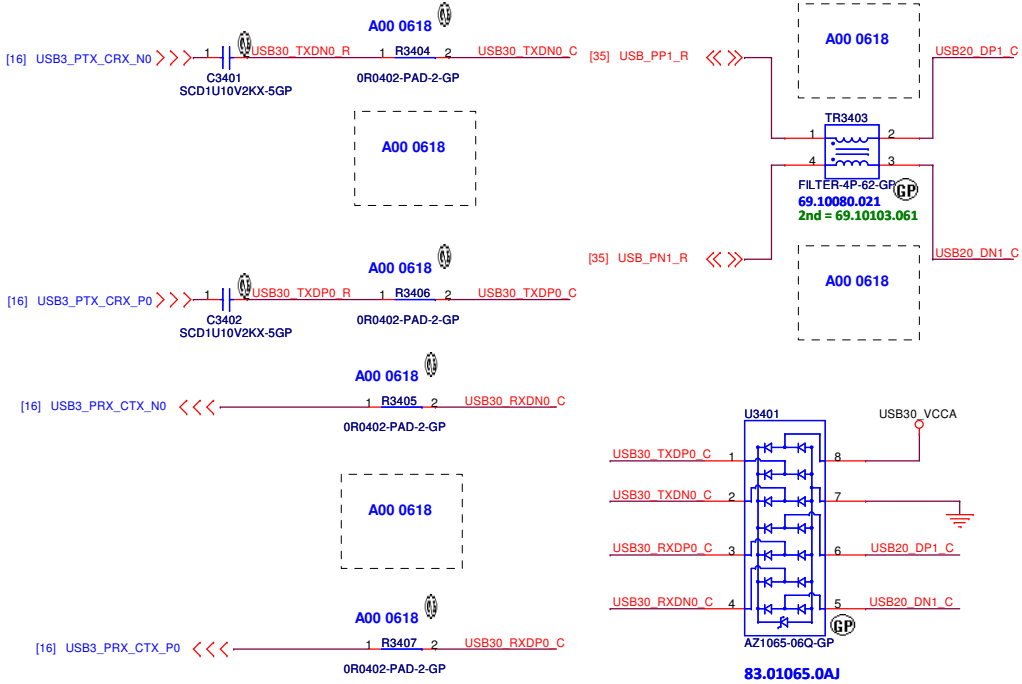 A00 0618
[16] USB3_PTX_CRX_N0
1
USB30_TXDN0_R
1
R3404
2
USB30_TXDN0_C
C3401
SCD1U10V2KX-5GP
0R0402-PAD-2-GP
A00 0618
A00 0618
[16] USB3_PTX_CRX_P0
1
USB30_TXDP0_R
1
R3406
2
USB30_TXDP0_C
C3402
SCD1U10V2KX-5GP
0R0402-PAD-2-GP
A00 0618
[16] USB3_PRX_CTX_N0
1
R3405
2
USB30_RXDN0_C
0R0402-PAD-2-GP
A00 0618
A00 0618
[16] USB3_PRX_CTX_P0
1
R3407
2
USB30_RXDP0_C
0R0402-PAD-2-GP
A00 0618
[35] USB_PP1_R
USB20_DP1_C
TR3403
1
2
4
3
FILTER-4P-62-GP
GP
69.10080.021
2nd = 69.10103.061
[35] USB_PN1_R
USB20_DN1_C
A00 0618
U3401
USB30_VCCA
USB30_TXDP0_C
1
8
USB30_TXDN0_C
2
7
USB30_RXDP0_C
3
6
USB20_DP1_C
USB30_RXDN0_C
4
5
USB20_DN1_C
GP
AZ1065-06Q-GP
83.01065.0AJ